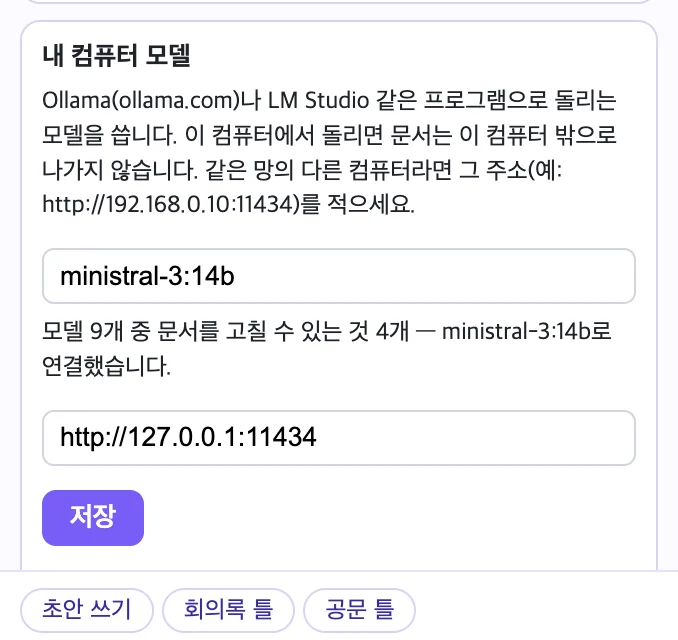 내 컴퓨터 모델
Ollama(ollama.com)나 LM Studio 같은 프로그램으로 돌리는
모델을 씁니다. 이 컴퓨터에서 돌리면 문서는 이 컴퓨터 밖으로
나가지 않습니다. 같은 망의 다른 컴퓨터라면 그 주소(예:
http://192.168.0.10:11434)를 적으세요.
ministral-3:14b
모델 9개 중 문서를 고칠 수 있는 것 4개 — ministral-3:14b로
연결했습니다.
http://127.0.0.1:11434
저장
초안 쓰기 회의록 틀 공문 틀